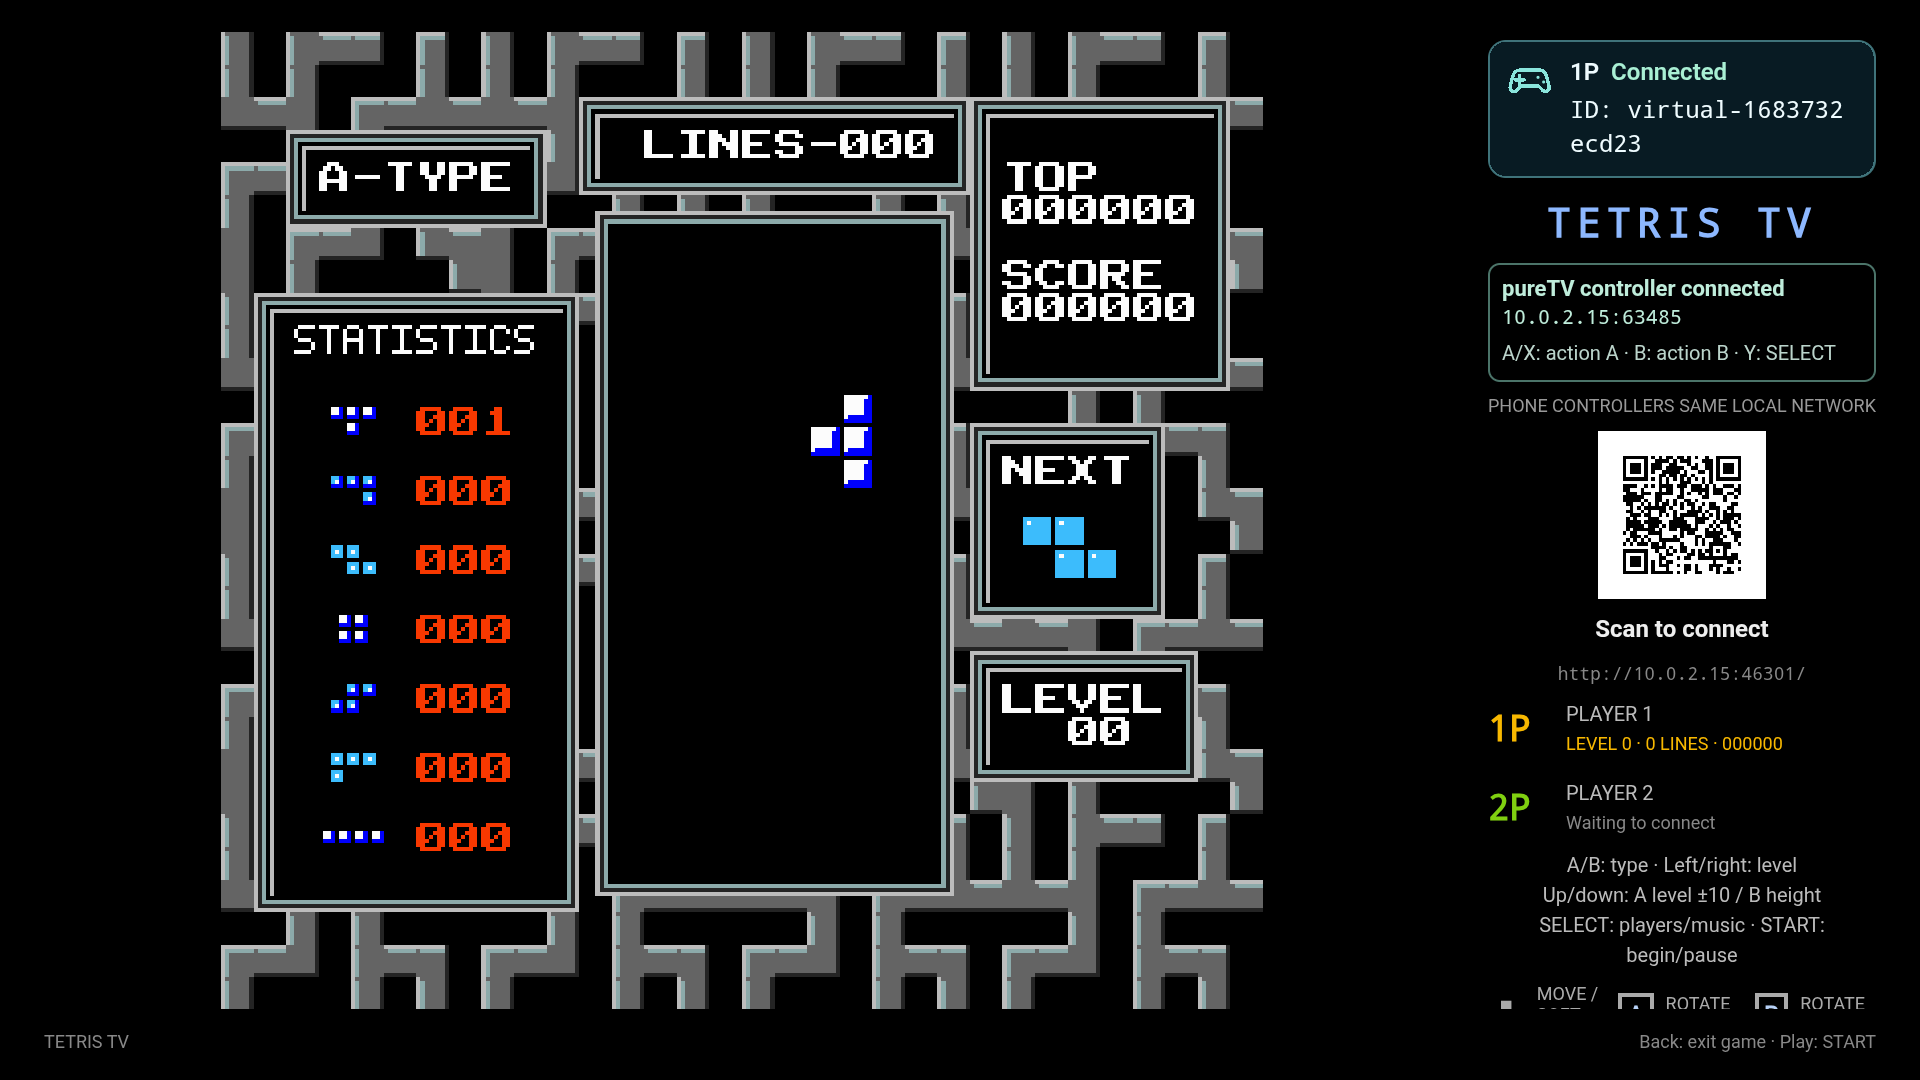 A-TYPE
LINES-000
TOP
000000
SCORE
000000
STATISTICS
001
000
000
000
000
000
000
NEXT
LEVEL
00
1P Connected
ID: virtual-1683732
ecd23
TETRIS TV
pureTV controller connected
10.0.2.15:63485
A/X: action A · B: action B · Y: SELECT
PHONE CONTROLLERS SAME LOCAL NETWORK
Scan to connect
http://10.0.2.15:46301/
1P
PLAYER 1
LEVEL 0 · 0 LINES · 000000
2P
PLAYER 2
Waiting to connect
A/B: type · Left/right: level
Up/down: A level ±10 / B height
SELECT: players/music · START:
begin/pause
MOVE /
ROTATE
ROTATE
TETRIS TV
Back: exit game · Play: START